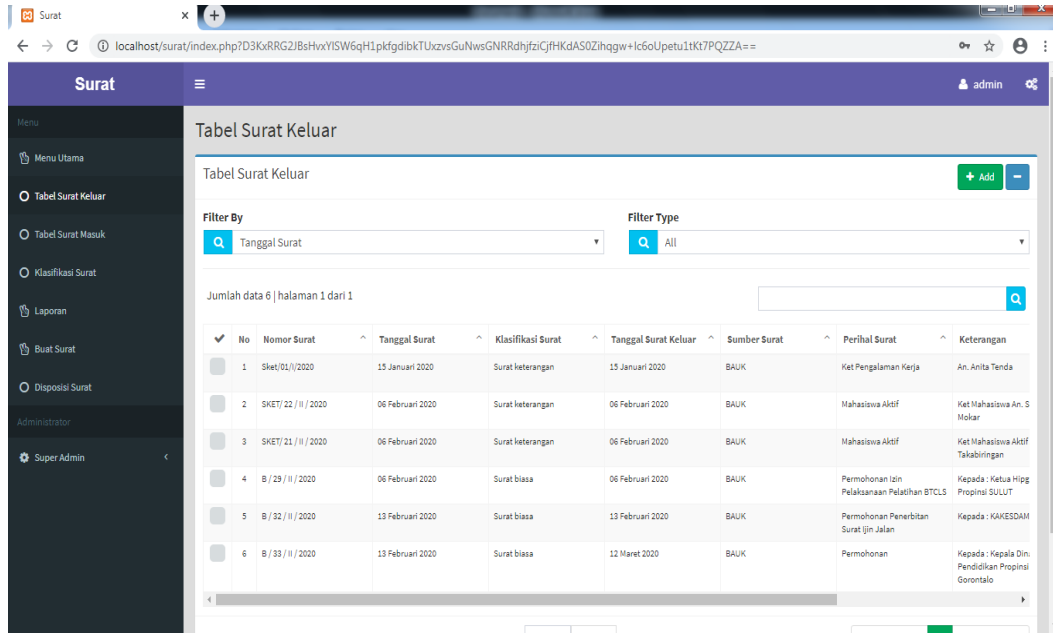 Surat
localhost/surat/index.php?D3KxRRG2JBsHvxYISW6qH1pkfgdibkTUxzvsGuNwsGNRRdhjfziCjfHKdAS0Zihqgw+Ic6oUpetu1tKt7PQZZA==
Surat
admin
Menu
Menu Utama
Tabel Surat Keluar
Tabel Surat Masuk
Klasifikasi Surat
Laporan
Buat Surat
Disposisi Surat
Administrator
Super Admin
Tabel Surat Keluar
Tabel Surat Keluar
+ Add
Filter By
Filter Type
Tanggal Surat
All
Jumlah data 6 | halaman 1 dari 1
No Nomor Surat Tanggal Surat Klasifikasi Surat Tanggal Surat Keluar Sumber Surat Perihal Surat Keterangan
1 Sket/01/I/2020 15 Januari 2020 Surat keterangan 15 Januari 2020 BAUK Ket Pengalaman Kerja An. Anita Tenda
2 SKET/ 22 / II / 2020 06 Februari 2020 Surat keterangan 06 Februari 2020 BAUK Mahasiswa Aktif Ket Mahasiswa An. S
Mokar
3 SKET/ 21 / II / 2020 06 Februari 2020 Surat keterangan 06 Februari 2020 BAUK Mahasiswa Aktif Ket Mahasiswa Aktif
Takabiringan
4 B / 29 / II / 2020 06 Februari 2020 Surat biasa 06 Februari 2020 BAUK Permohonan Izin Kepada : Ketua Hipg
Pelaksanaan Pelatihan BTCLS Propinsi SULUT
5 B / 32 / II / 2020 13 Februari 2020 Surat biasa 13 Februari 2020 BAUK Permohonan Penerbitan Kepada : KAKESDAM
Surat Ijin Jalan
6 B / 33 / II / 2020 13 Februari 2020 Surat biasa 12 Maret 2020 BAUK Permohonan Kepada : Kepala Din
Pendidikan Propinsi
Gorontalo